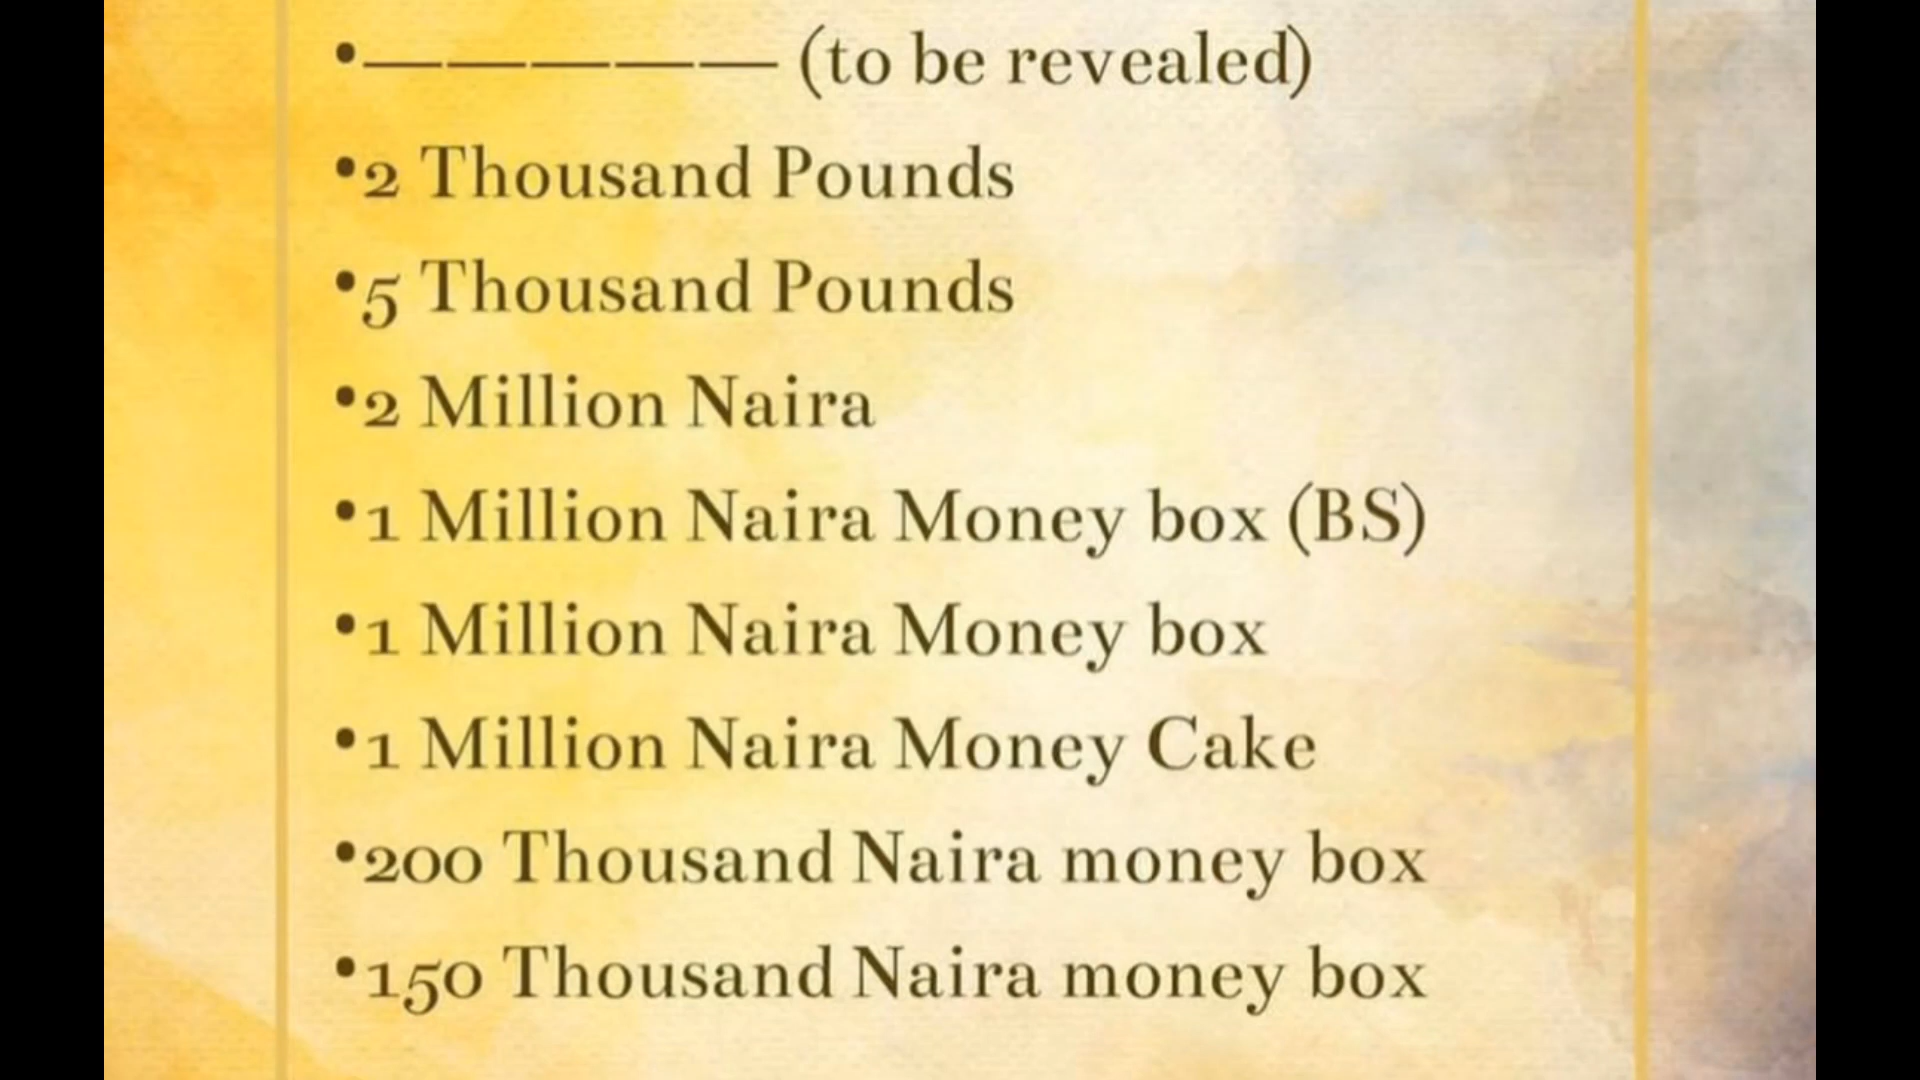 •—————(to be revealed)
•2 Thousand Pounds
•5 Thousand Pounds
•2 Million Naira
•1 Million Naira Money box (BS)
•1 Million Naira Money box
•1 Million Naira Money Cake
•200 Thousand Naira money box
•150 Thousand Naira money box